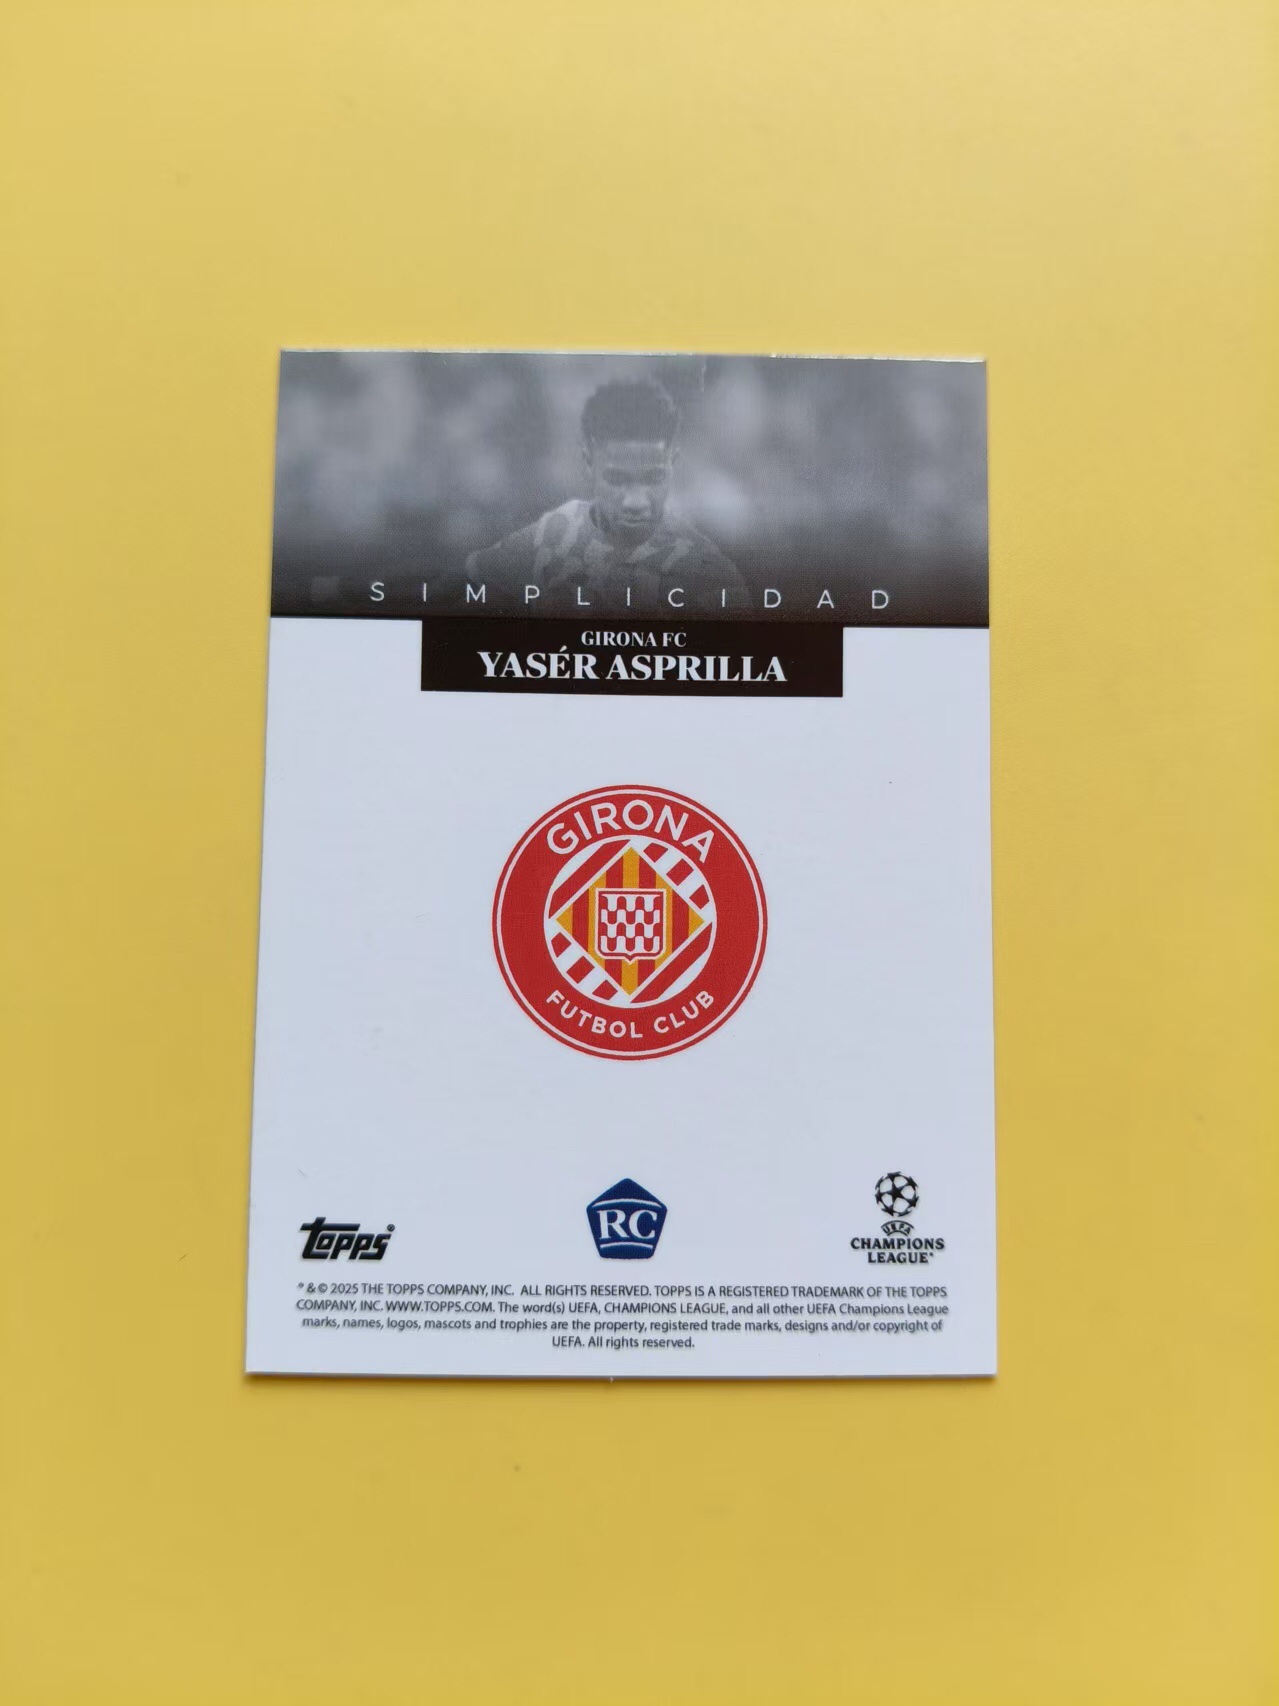 SIMPLICIDAD
GIRONA FC
YASÉR ASPRILLA
GIRONA
FUTBOL CLUB
topps®
RC
UEFA
CHAMPIONS
LEAGUE®
® & © 2025 THE TOPPS COMPANY, INC. ALL RIGHTS RESERVED. TOPPS IS A REGISTERED TRADEMARK OF THE TOPPS
COMPANY, INC. WWW.TOPPS.COM. The word(s) UEFA, CHAMPIONS LEAGUE, and all other UEFA Champions League
marks, names, logos, mascots and trophies are the property, registered trade marks, designs and/or copyright of
UEFA. All rights reserved.